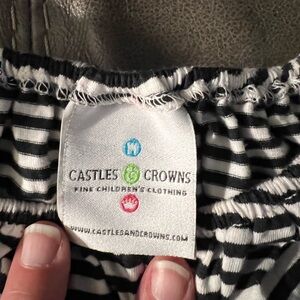 CASTLES & CROWNS
FINE CHILDREN'S CLOTHING
WWW.CASTLESANDCROWNS.COM